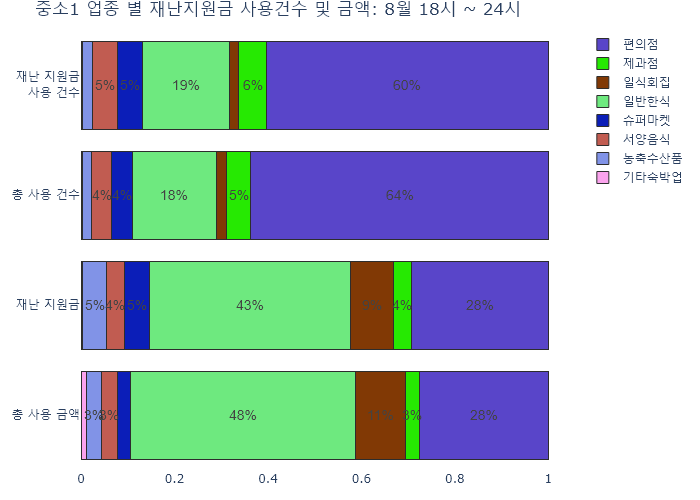 중소1 업종 별 재난지원금 사용건수 및 금액: 8월 18시 ~ 24시
재난 지원금
사용 건수
5% 5% 19% 6% 60%
총 사용 건수
4% 4% 18% 5% 64%
재난 지원금
5% 4% 5% 43% 9% 4% 28%
총 사용 금액
3% 3% 48% 11% 3% 28%
0 0.2 0.4 0.6 0.8 1
편의점
제과점
일식회집
일반한식
슈퍼마켓
서양음식
농축수산품
기타숙박업